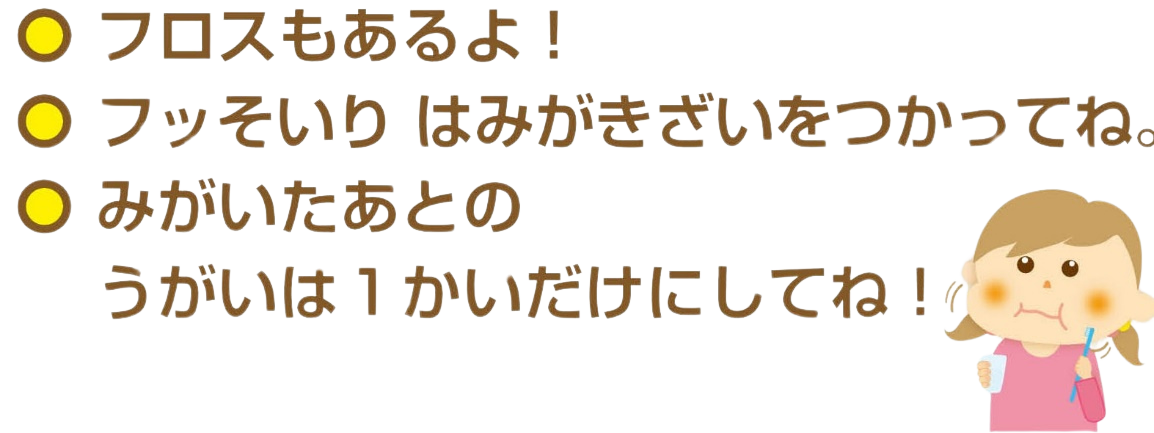 ● フロスもあるよ！
● フッそいり はみがきざいをつかってね。
● みがいたあとの
うがいは１かいだけにしてね！